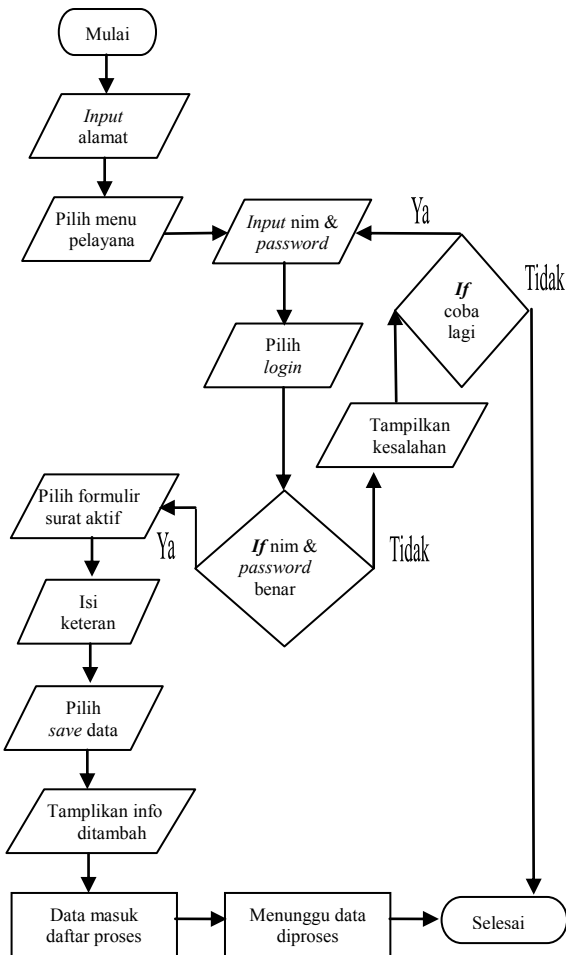 Mulai
Input
alamat
Pilih menu
pelayana
Input nim &
password
Ya
Tidak
If
coba
lagi
Pilih
login
Tampilkan
kesalahan
Pilih formulir
surat aktif
Ya
If nim &
password
benar
Tidak
Isi
keteran
Pilih
save data
Tamplikan info
ditambah
Data masuk
daftar proses
Menunggu data
diproses
Selesai